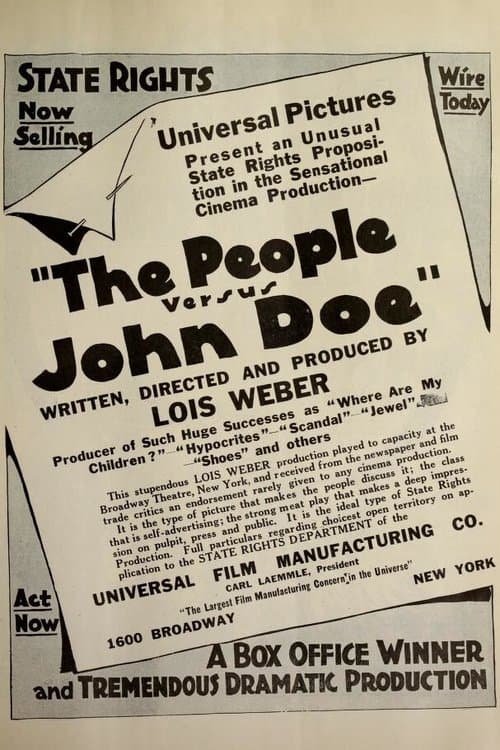 STATE RIGHTS
Now
Selling
Wire
Today
Universal Pictures
Present an Unusual
State Rights Proposi-
tion in the Sensational
Cinema Production—
"The People
versus
John Doe"
WRITTEN, DIRECTED AND PRODUCED BY
LOIS WEBER
Producer of Such Huge Successes as "Where Are My
Children?"—"Hypocrites"—"Scandal"—"Jewel"
—"Shoes" and others
This stupendous LOIS WEBER production played to capacity at the
Broadway Theatre, New York, and received from the newspaper and film
trade critics an endorsement rarely given to any cinema production.
It is the type of picture that makes the people discuss it; the class
that is self-advertising; the strong meat play that makes a deep impres-
sion on pulpit, press and public. It is the ideal type of State Rights
Production. Full particulars regarding choicest open territory on ap-
plication to the STATE RIGHTS DEPARTMENT of the
UNIVERSAL FILM MANUFACTURING CO.
CARL LAEMMLE, President
"The Largest Film Manufacturing Concern in the Universe"
1600 BROADWAY
NEW YORK
Act
Now
A BOX OFFICE WINNER
and TREMENDOUS DRAMATIC PRODUCTION